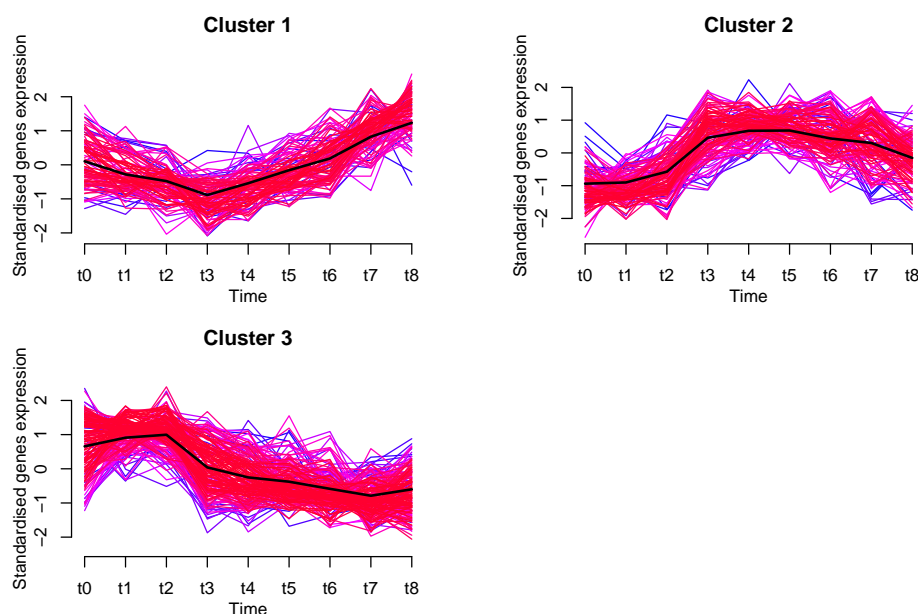 Cluster 1
Standardised genes expression
2
1
0
−1
−2
t0 t1 t2 t3 t4 t5 t6 t7 t8
Time
Cluster 2
Standardised genes expression
2
1
0
−1
−2
t0 t1 t2 t3 t4 t5 t6 t7 t8
Time
Cluster 3
Standardised genes expression
2
1
0
−1
−2
t0 t1 t2 t3 t4 t5 t6 t7 t8
Time